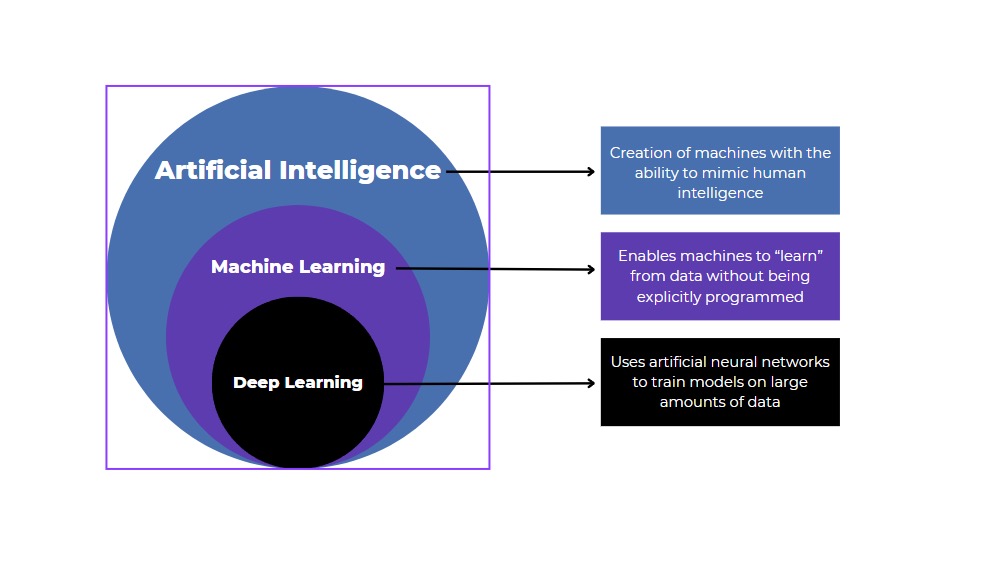 Artificial Intelligence
Creation of machines with the
ability to mimic human
intelligence
Machine Learning
Enables machines to “learn”
from data without being
explicitly programmed
Deep Learning
Uses artificial neural networks
to train models on large
amounts of data